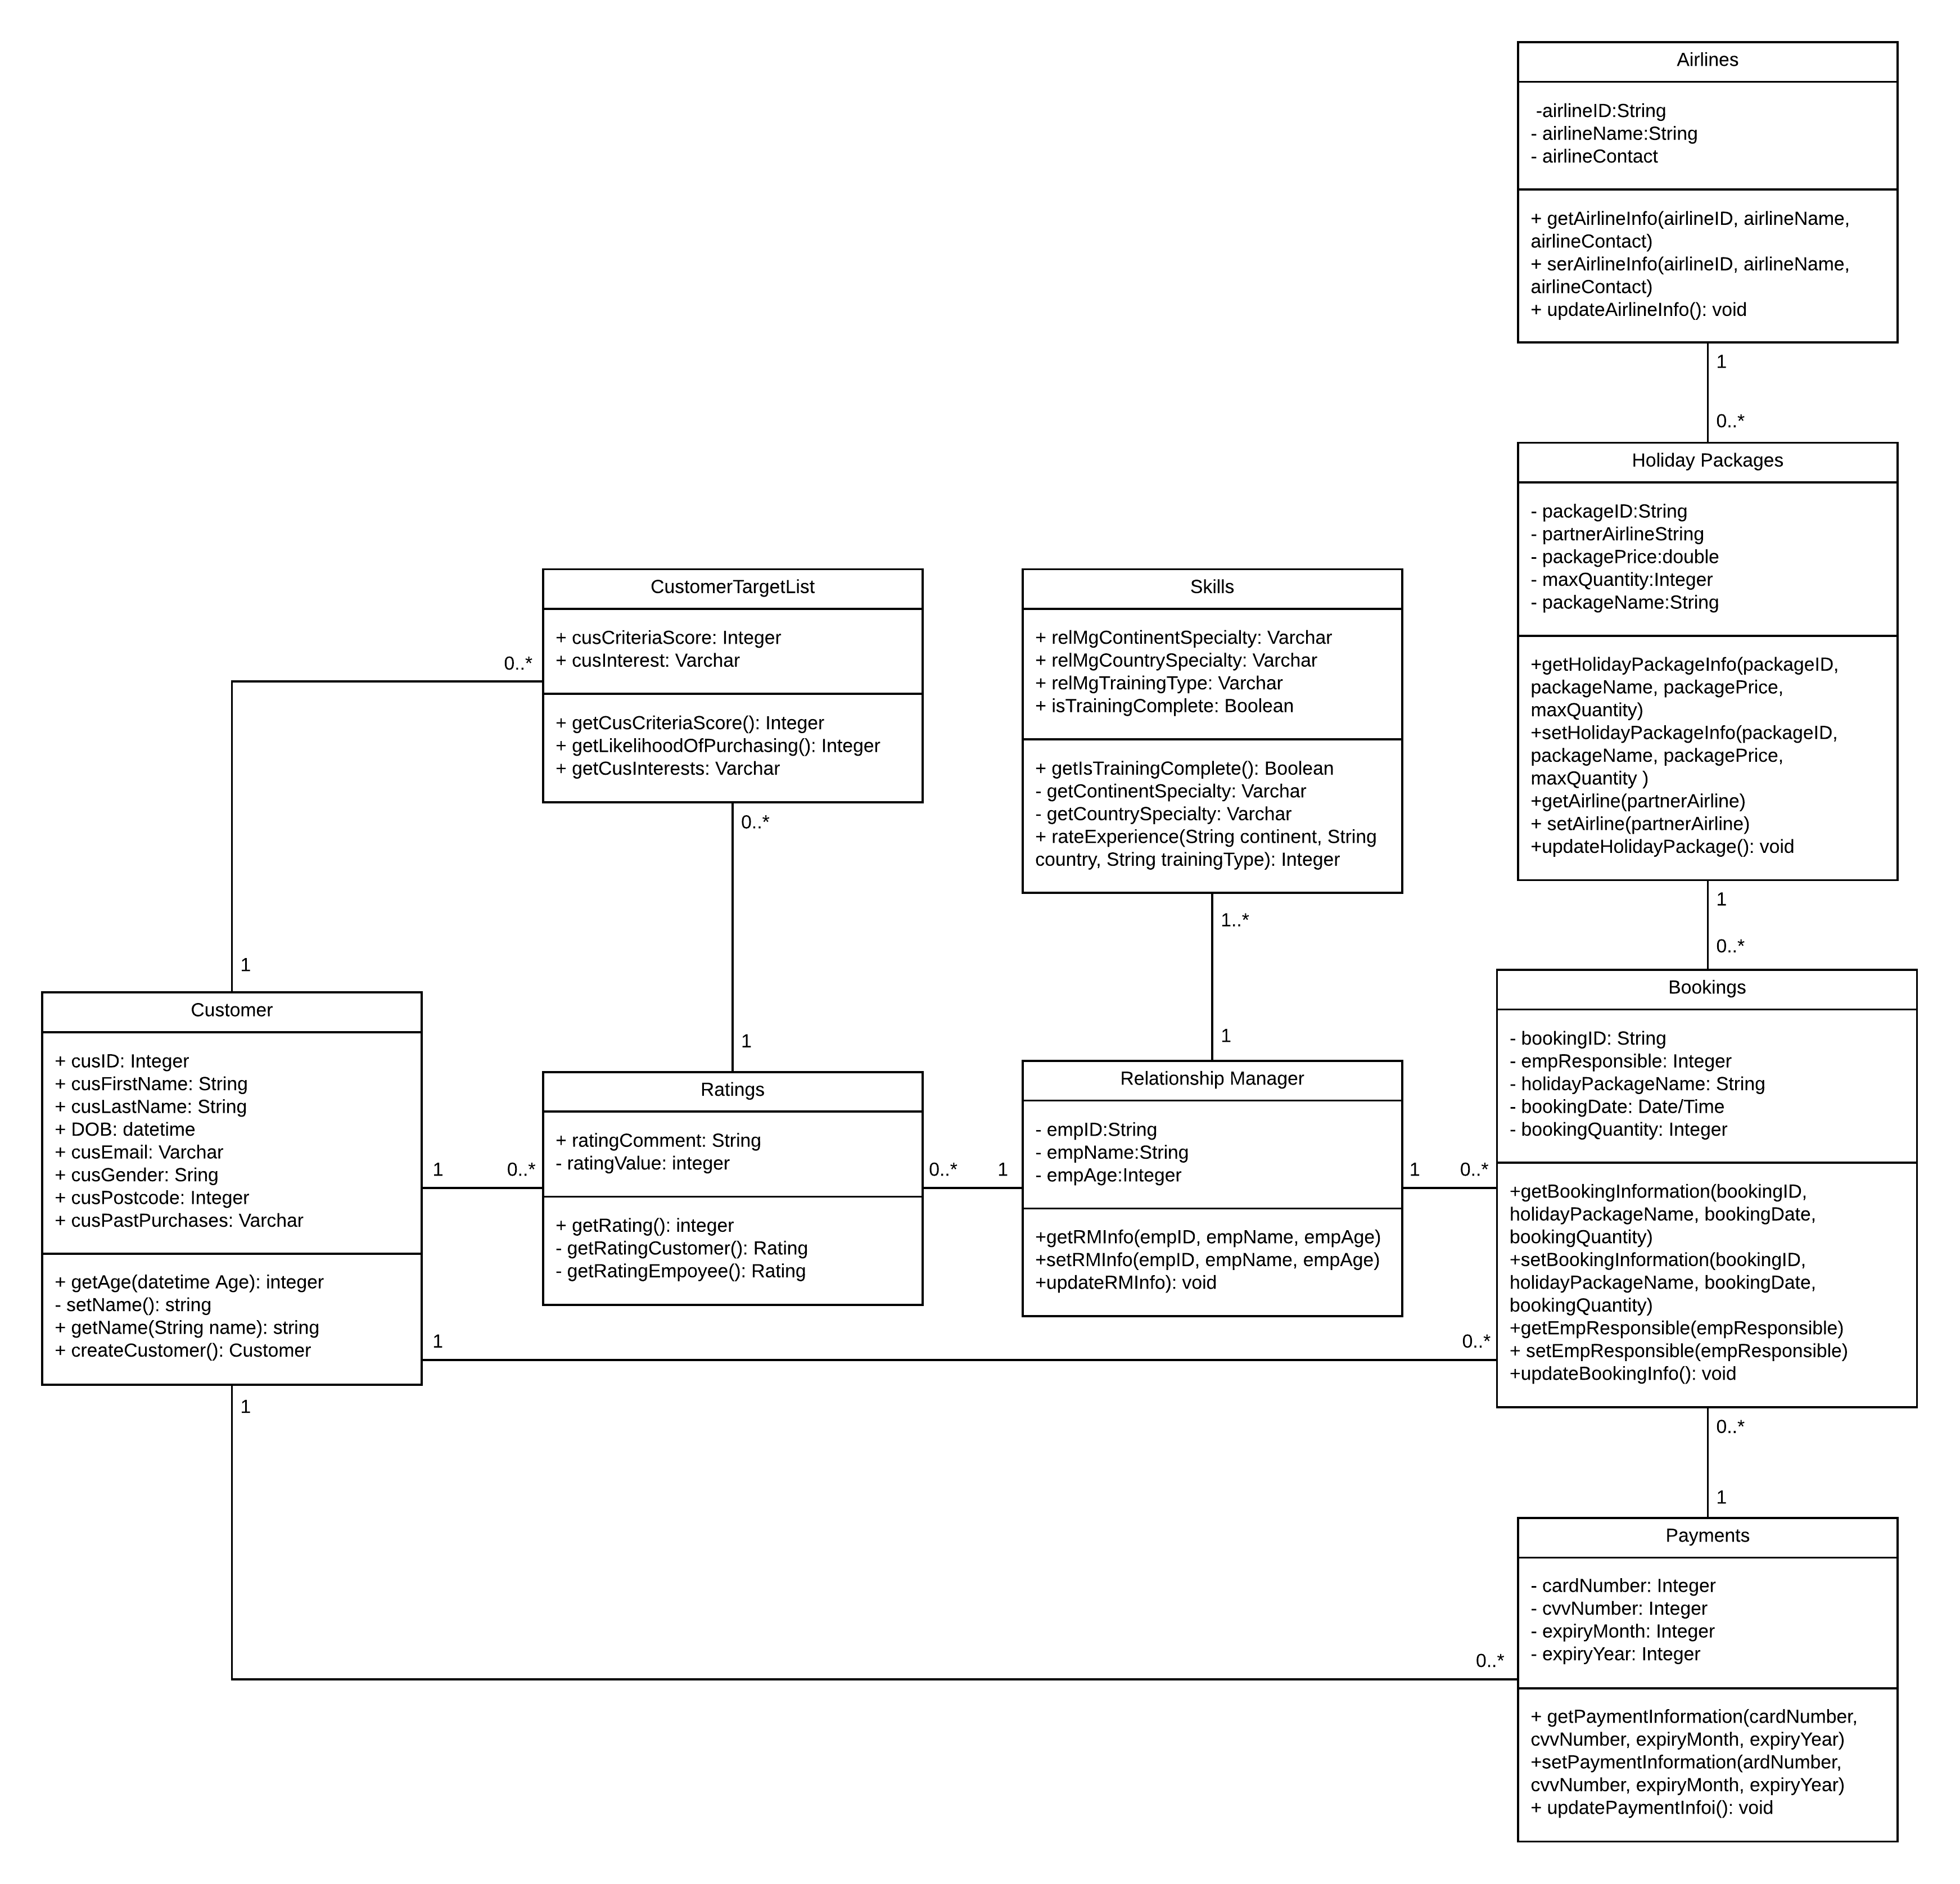 Airlines
-airlineID:String
- airlineName:String
- airlineContact
+ getAirlineInfo(airlineID, airlineName,
airlineContact)
+ serAirlineInfo(airlineID, airlineName,
airlineContact)
+ updateAirlineInfo(): void
1
0..*
Holiday Packages
- packageID:String
- partnerAirlineString
- packagePrice:double
- maxQuantity:Integer
- packageName:String
+getHolidayPackageInfo(packageID,
packageName, packagePrice,
maxQuantity)
+setHolidayPackageInfo(packageID,
packageName, packagePrice,
maxQuantity )
+getAirline(partnerAirline)
+ setAirline(partnerAirline)
+updateHolidayPackage(): void
1
0..*
CustomerTargetList
+ cusCriteriaScore: Integer
+ cusInterest: Varchar
+ getCusCriteriaScore(): Integer
+ getLikelihoodOfPurchasing(): Integer
+ getCusInterests: Varchar
0..*
0..*
1
1
Skills
+ relMgContinentSpecialty: Varchar
+ relMgCountrySpecialty: Varchar
+ relMgTrainingType: Varchar
+ isTrainingComplete: Boolean
+ getIsTrainingComplete(): Boolean
- getContinentSpecialty: Varchar
- getCountrySpecialty: Varchar
+ rateExperience(String continent, String
country, String trainingType): Integer
1..*
1
Customer
+ cusID: Integer
+ cusFirstName: String
+ cusLastName: String
+ DOB: datetime
+ cusEmail: Varchar
+ cusGender: Sring
+ cusPostcode: Integer
+ cusPastPurchases: Varchar
+ getAge(datetime Age): integer
- setName(): string
+ getName(String name): string
+ createCustomer(): Customer
1
0..*
Ratings
+ ratingComment: String
- ratingValue: integer
+ getRating(): integer
- getRatingCustomer(): Rating
- getRatingEmpoyee(): Rating
0..*
1
Relationship Manager
- empID:String
- empName:String
- empAge:Integer
+getRMInfo(empID, empName, empAge)
+setRMInfo(empID, empName, empAge)
+updateRMInfo): void
1
0..*
Bookings
- bookingID: String
- empResponsible: Integer
- holidayPackageName: String
- bookingDate: Date/Time
- bookingQuantity: Integer
+getBookingInformation(bookingID,
holidayPackageName, bookingDate,
bookingQuantity)
+setBookingInformation(bookingID,
holidayPackageName, bookingDate,
bookingQuantity)
+getEmpResponsible(empResponsible)
+ setEmpResponsible(empResponsible)
+updateBookingInfo(): void
1
0..*
1
0..*
0..*
1
Payments
- cardNumber: Integer
- cvvNumber: Integer
- expiryMonth: Integer
- expiryYear: Integer
+ getPaymentInformation(cardNumber,
cvvNumber, expiryMonth, expiryYear)
+setPaymentInformation(ardNumber,
cvvNumber, expiryMonth, expiryYear)
+ updatePaymentInfoi(): void